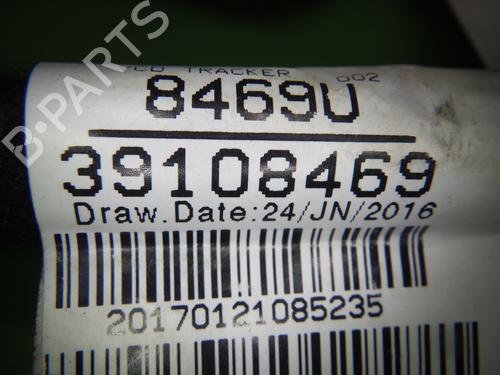 TRACKER 002
8469U
39108469
Draw.Date:24/JN/2016
20170121085235
B-PARTS